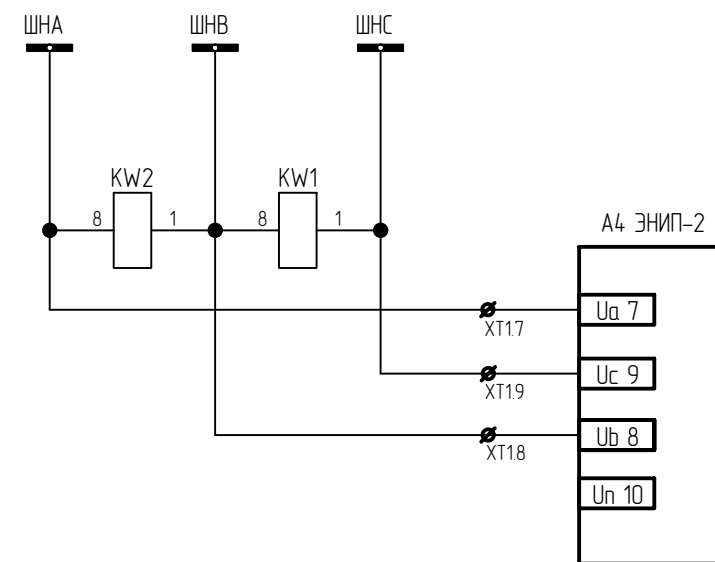 ШНА ШНВ ШНС
KW2 KW1
8 1 8 1
А4 ЭНИП-2
XT1.7
Ua 7
XT1.9
Uc 9
XT1.8
Ub 8
Un 10